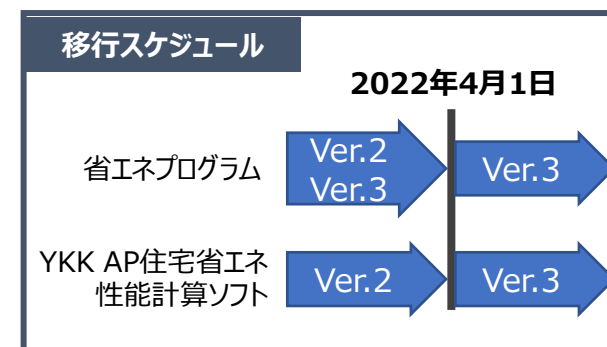 移行スケジュール
2022年4月1日
省エネプログラム
Ver.2
Ver.3
Ver.3
YKK AP住宅省エネ
性能計算ソフト
Ver.2
Ver.3